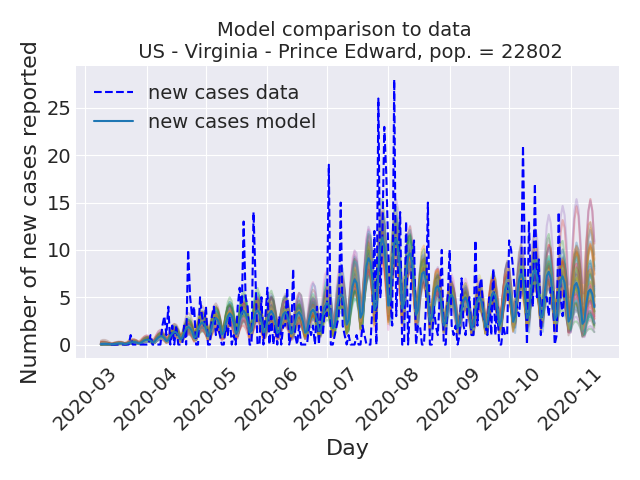 Model comparison to data
US - Virginia - Prince Edward, pop. = 22802
Number of new cases reported
25
20
15
10
5
0
new cases data
new cases model
2020-03
2020-04
2020-05
2020-06
2020-07
2020-08
2020-09
2020-10
2020-11
Day